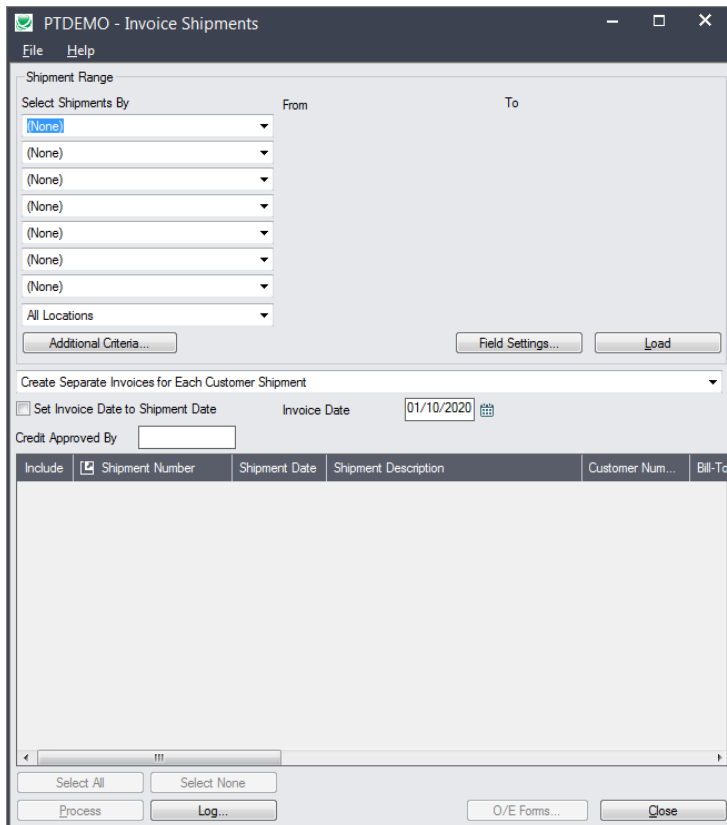 PTDEMO - Invoice Shipments
File Help
Shipment Range
Select Shipments By From To
(None)
(None)
(None)
(None)
(None)
(None)
(None)
All Locations
Additional Criteria... Field Settings... Load
Create Separate Invoices for Each Customer Shipment
Set Invoice Date to Shipment Date Invoice Date 01/10/2020
Credit Approved By
Include Shipment Number Shipment Date Shipment Description Customer Num... Bill-To
Select All Select None
Process Log... O/E Forms... Close